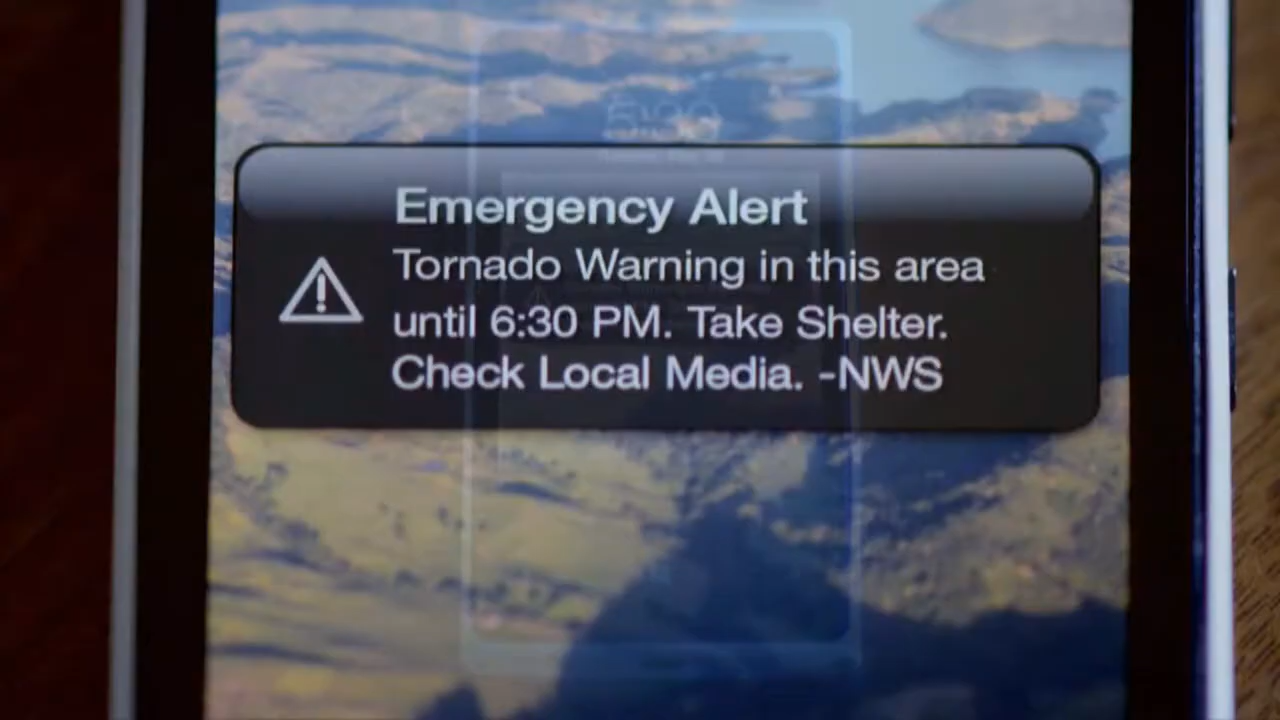 Emergency Alert
Tornado Warning in this area
until 6:30 PM. Take Shelter.
Check Local Media. -NWS